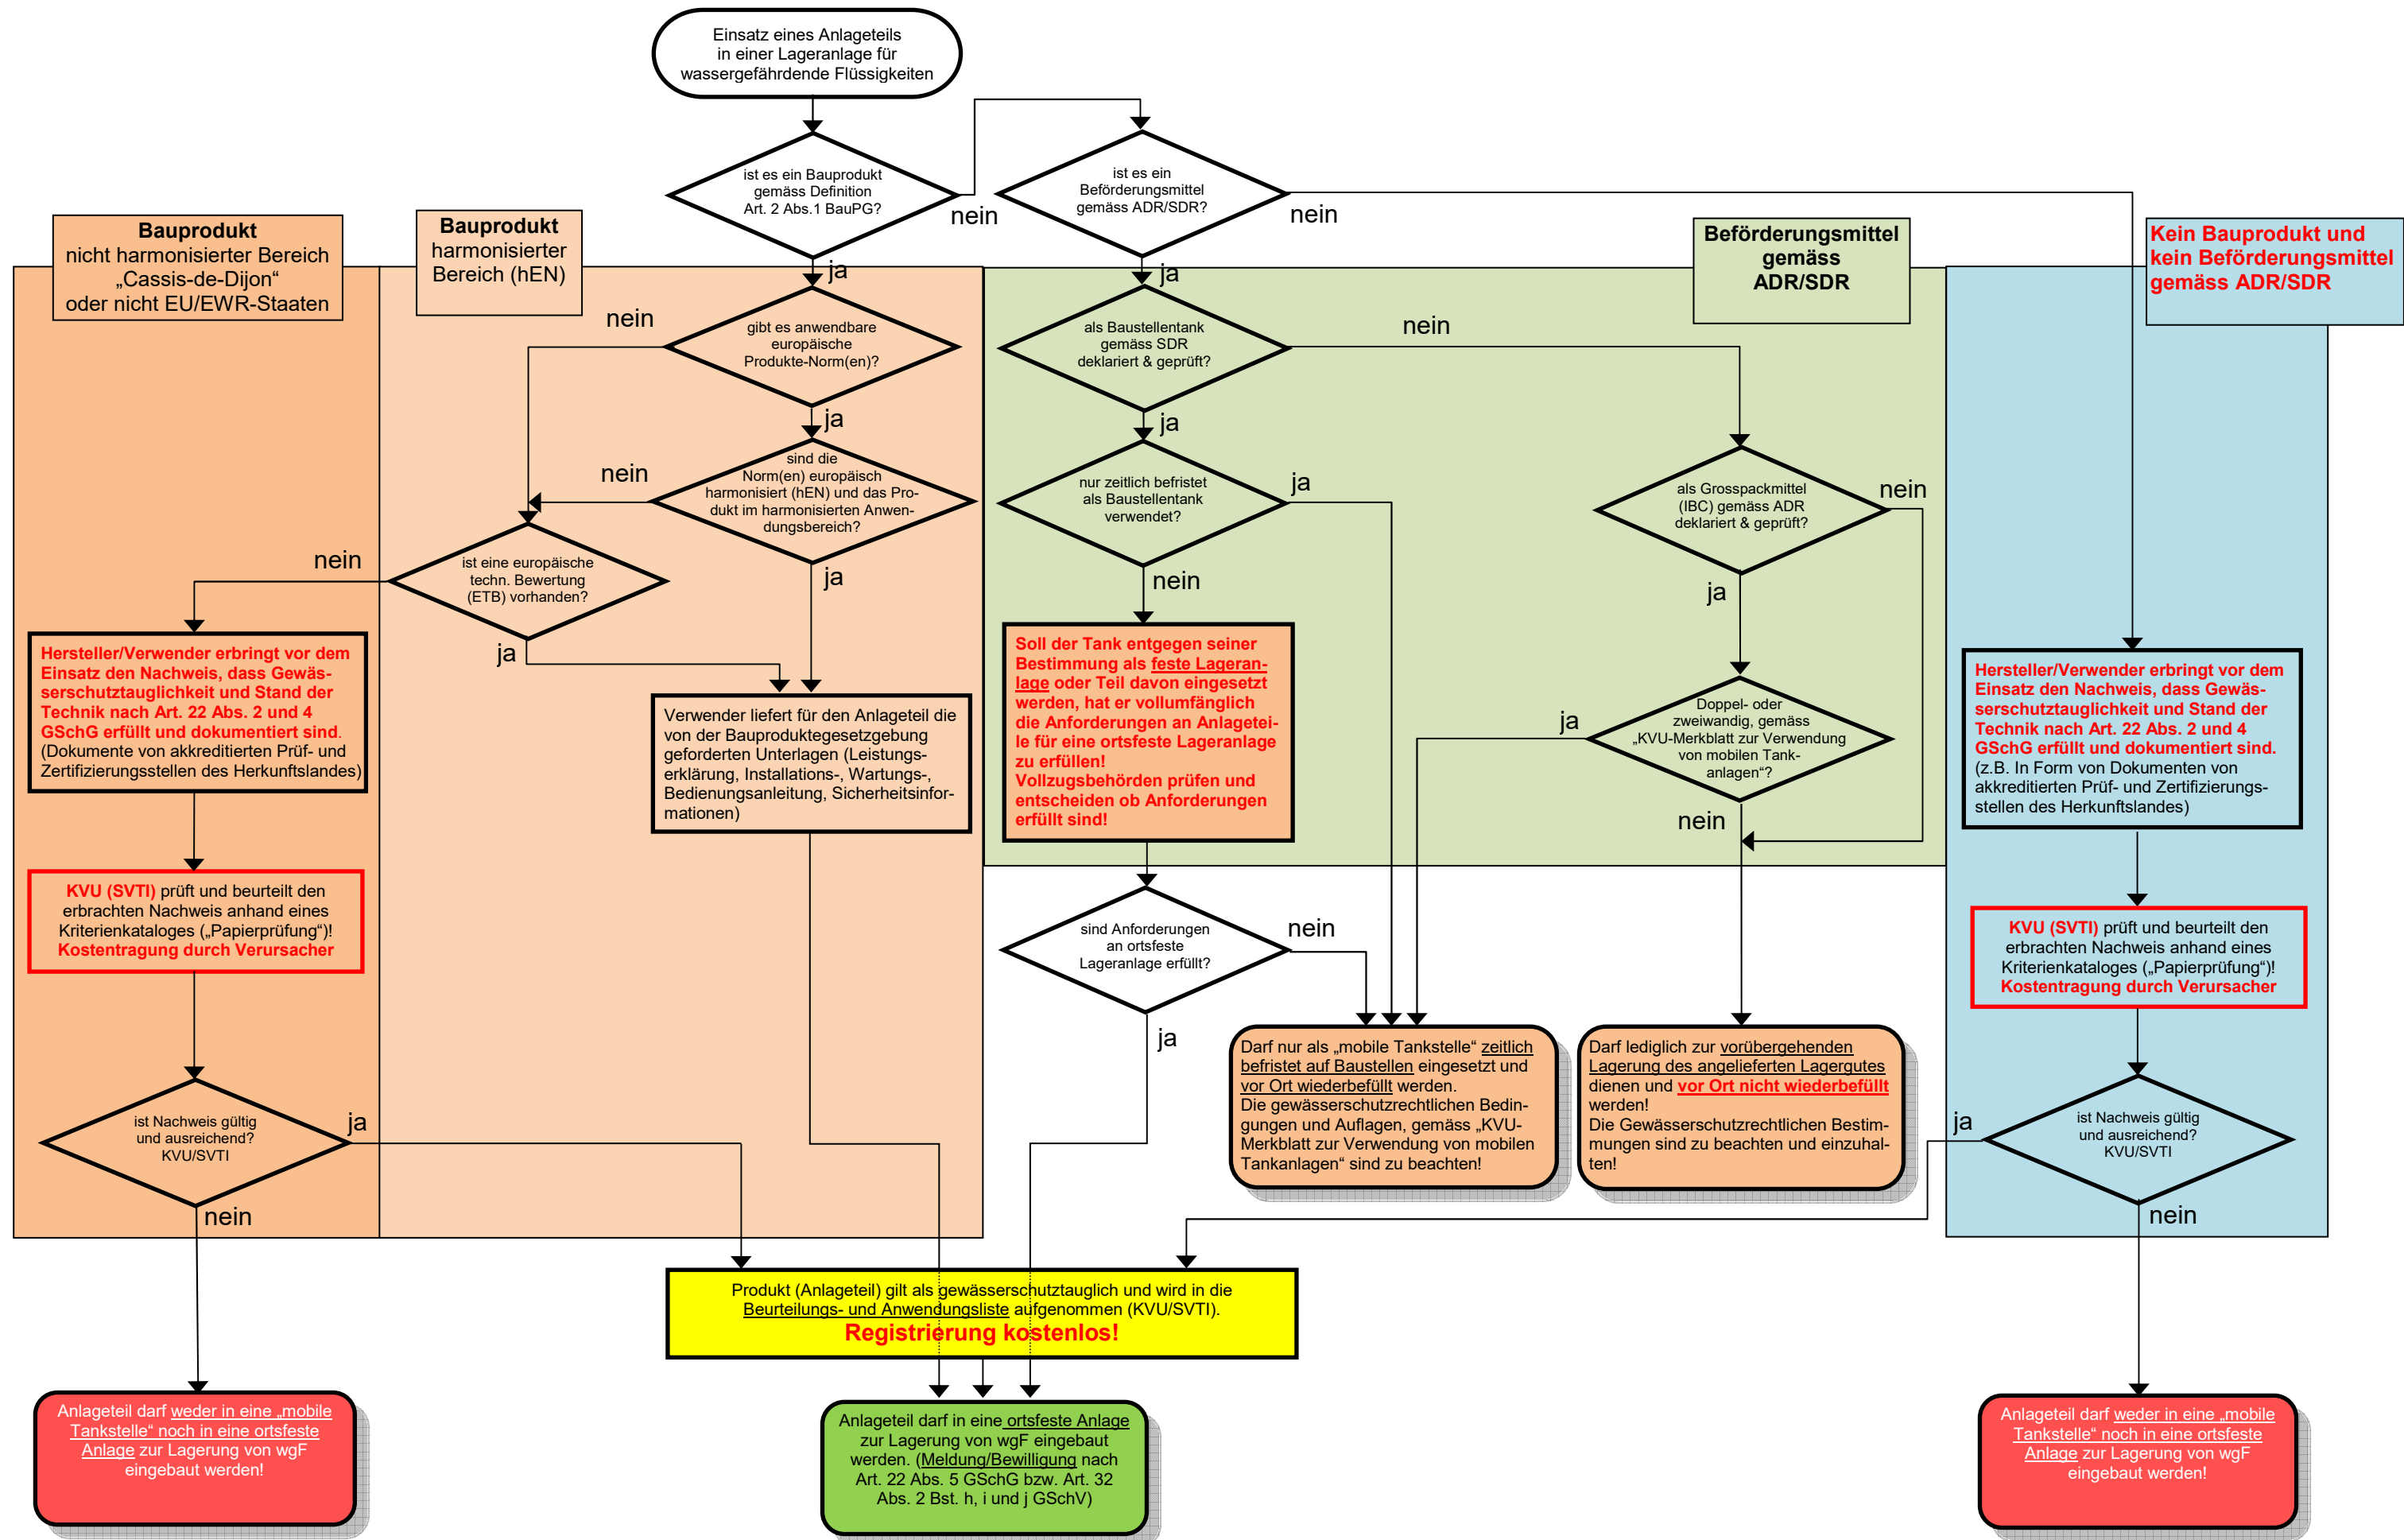 Einsatz eines Anlageteils
in einer Lageranlage für
wassergefährdende Flüssigkeiten
ist es ein Bauprodukt
gemäss Definition
Art. 2 Abs.1 BauPG?
nein
ja
ist es ein
Beförderungsmittel
gemäss ADR/SDR?
nein
ja
Bauprodukt
nicht harmonisierter Bereich
„Cassis-de-Dijon“
oder nicht EU/EWR-Staaten
Bauprodukt
harmonisierter
Bereich (hEN)
Beförderungsmittel
gemäss
ADR/SDR
Kein Bauprodukt und
kein Beförderungsmittel
gemäss ADR/SDR
gibt es anwendbare
europäische
Produkte-Norm(en)?
nein
ja
als Baustellentank
gemäss SDR
deklariert & geprüft?
nein
ja
sind die
Norm(en) europäisch
harmonisiert (hEN) und das Pro-
dukt im harmonisierten Anwen-
dungsbereich?
nein
ja
nur zeitlich befristet
als Baustellentank
verwendet?
ja
nein
als Grosspackmittel
(IBC) gemäss ADR
deklariert & geprüft?
nein
ja
ist eine europäische
techn. Bewertung
(ETB) vorhanden?
nein
ja
Hersteller/Verwender erbringt vor dem
Einsatz den Nachweis, dass Gewäs-
serschutztauglichkeit und Stand der
Technik nach Art. 22 Abs. 2 und 4
GSchG erfüllt und dokumentiert sind.
(Dokumente von akkreditierten Prüf- und
Zertifizierungsstellen des Herkunftslandes)
Verwender liefert für den Anlageteil die
von der Bauproduktegesetzgebung
geforderten Unterlagen (Leistungs-
erklärung, Installations-, Wartungs-,
Bedienungsanleitung, Sicherheitsinfor-
mationen)
Soll der Tank entgegen seiner
Bestimmung als feste Lageran-
lage oder Teil davon eingesetzt
werden, hat er vollumfänglich
die Anforderungen an Anlagetei-
le für eine ortsfeste Lageranlage
zu erfüllen!
Vollzugsbehörden prüfen und
entscheiden ob Anforderungen
erfüllt sind!
Doppel- oder
zweiwandig, gemäss
„KVU-Merkblatt zur Verwendung
von mobilen Tank-
anlagen“?
ja
nein
Hersteller/Verwender erbringt vor dem
Einsatz den Nachweis, dass Gewäs-
serschutztauglichkeit und Stand der
Technik nach Art. 22 Abs. 2 und 4
GSchG erfüllt und dokumentiert sind.
(z.B. In Form von Dokumenten von
akkreditierten Prüf- und Zertifizierungs-
stellen des Herkunftslandes)
KVU (SVTI) prüft und beurteilt den
erbrachten Nachweis anhand eines
Kriterienkataloges („Papierprüfung“)!
Kostentragung durch Verursacher
sind Anforderungen
an ortsfeste
Lageranlage erfüllt?
nein
ja
KVU (SVTI) prüft und beurteilt den
erbrachten Nachweis anhand eines
Kriterienkataloges („Papierprüfung“)!
Kostentragung durch Verursacher
Darf nur als „mobile Tankstelle“ zeitlich
befristet auf Baustellen eingesetzt und
vor Ort wiederbefüllt werden.
Die gewässerschutzrechtlichen Bedin-
gungen und Auflagen, gemäss „KVU-
Merkblatt zur Verwendung von mobilen
Tankanlagen“ sind zu beachten!
Darf lediglich zur vorübergehenden
Lagerung des angelieferten Lagergutes
dienen und vor Ort nicht wiederbefüllt
werden!
Die Gewässerschutzrechtlichen Bestim-
mungen sind zu beachten und einzuhal-
ten!
ist Nachweis gültig
und ausreichend?
KVU/SVTI
ja
nein
ist Nachweis gültig
und ausreichend?
KVU/SVTI
ja
nein
Produkt (Anlageteil) gilt als gewässerschutztauglich und wird in die
Beurteilungs- und Anwendungsliste aufgenommen (KVU/SVTI).
Registrierung kostenlos!
Anlageteil darf weder in eine „mobile
Tankstelle“ noch in eine ortsfeste
Anlage zur Lagerung von wgF
eingebaut werden!
Anlageteil darf in eine ortsfeste Anlage
zur Lagerung von wgF eingebaut
werden. (Meldung/Bewilligung nach
Art. 22 Abs. 5 GSchG bzw. Art. 32
Abs. 2 Bst. h, i und j GSchV)
Anlageteil darf weder in eine „mobile
Tankstelle“ noch in eine ortsfeste
Anlage zur Lagerung von wgF
eingebaut werden!